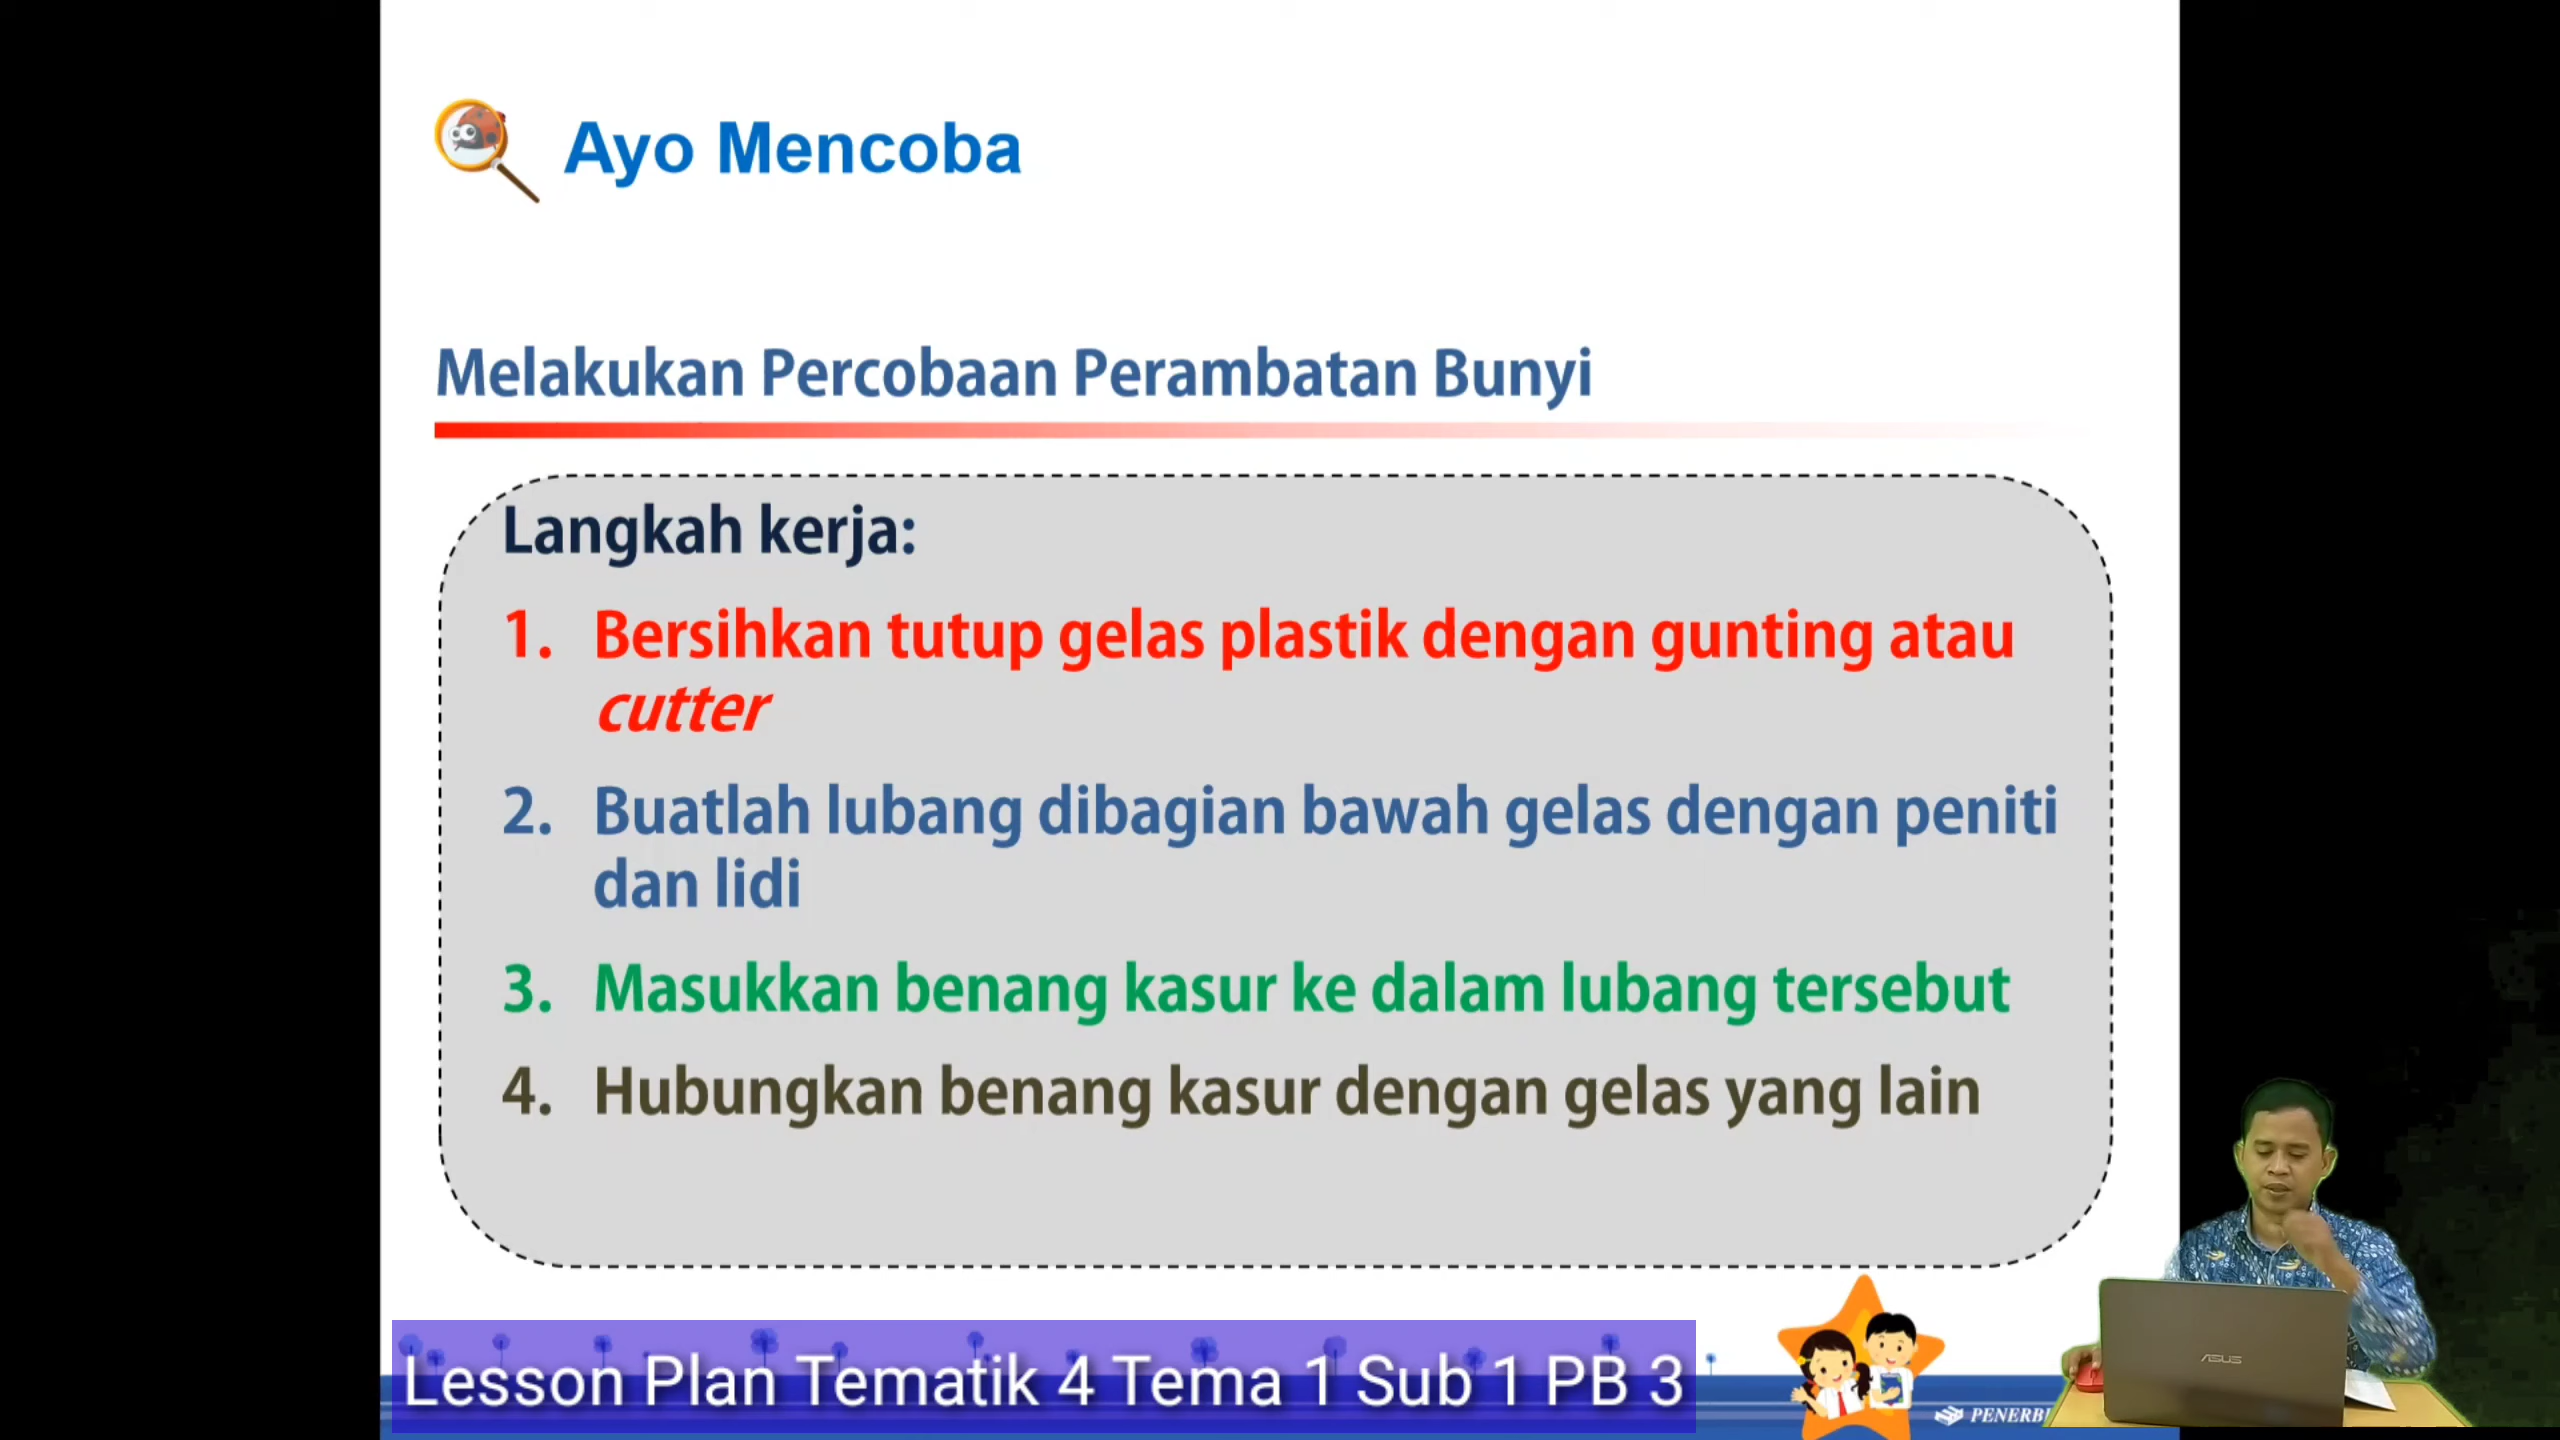 Ayo Mencoba
Melakukan Percobaan Perambatan Bunyi
Langkah kerja:
1. Bersihkan tutup gelas plastik dengan gunting atau
cutter
2. Buatlah lubang dibagian bawah gelas dengan peniti
dan lidi
3. Masukkan benang kasur ke dalam lubang tersebut
4. Hubungkan benang kasur dengan gelas yang lain
Lesson Plan Tematik 4 Tema 1 Sub 1 PB 3
ASUS